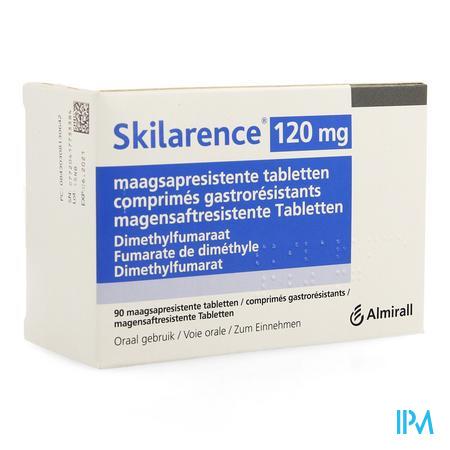 Skilarence® 120 mg
maagsapresistente tabletten
comprimés gastrorésistants
magensaftresistente Tabletten
Dimethylfumaraat
Fumarate de diméthyle
Dimethylfumarat
90 maagsapresistente tabletten / comprimés gastrorésistants /
magensaftresistente Tabletten
Oraal gebruik / Voie orale / Zum Einnehmen
Almirall
IPM